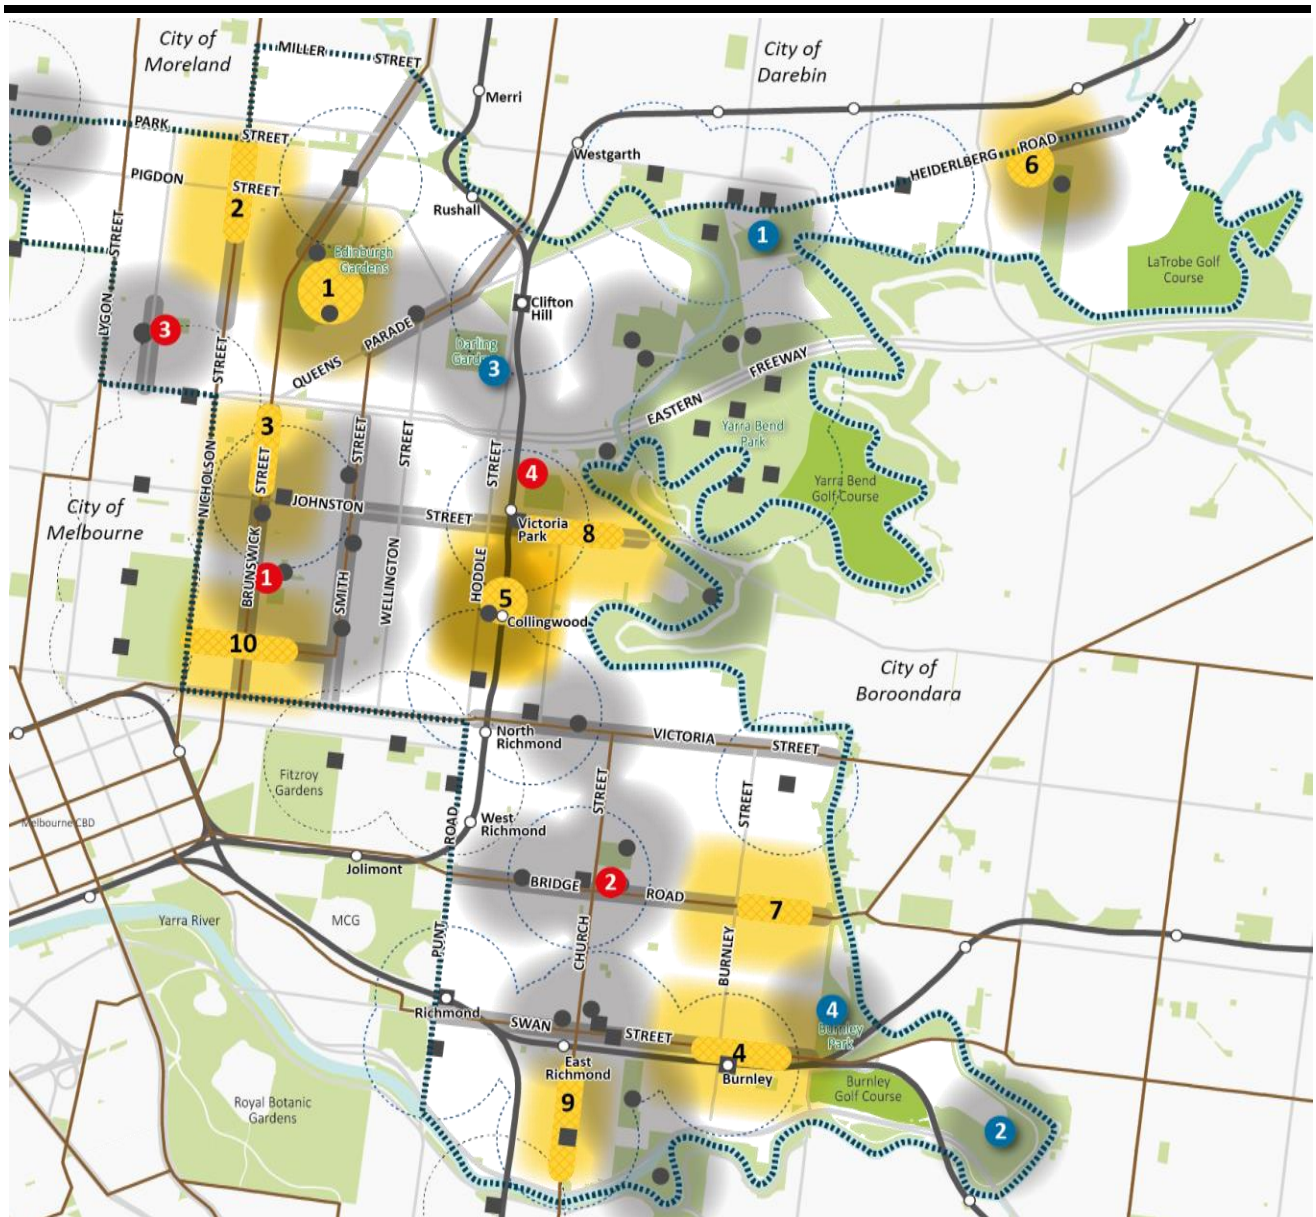 City of
Moreland
MILLER
STREET
City of
Darebin
Merri
PARK
STREET
Westgarth
HEIDERLBERG
ROAD
6
PIGDON
STREET
2
Rushall
STREET
LYGON
Edinburgh
Gardens
1
1
LaTrobe Golf
Course
Clifton
Hill
3
PARADE
QUEENS
Darling
Gardens
3
STREET
EASTERN
FREEWAY
3
STREET
STREET
STREET
STREET
NICHOLSON
Yarra Bend
Park
4
Yarra Bend
Golf Course
City of
Melbourne
JOHNSTON
STREET
Victoria
Park
8
BRUNSWICK
1
SMITH
WELLINGTON
HODDLE
5
Collingwood
10
City of
Boroondara
North
Richmond
VICTORIA
STREET
Fitzroy
Gardens
STREET
STREET
Melbourne CBD
ROAD
West
Richmond
Jolimont
BRIDGE
2
ROAD
7
Yarra River
MCG
PUNT
CHURCH
BURNLEY
Richmond
SWAN
STREET
4
Burnley
Park
4
East
Richmond
Burnley
Burnley
Golf Course
9
Royal Botanic
Gardens
2